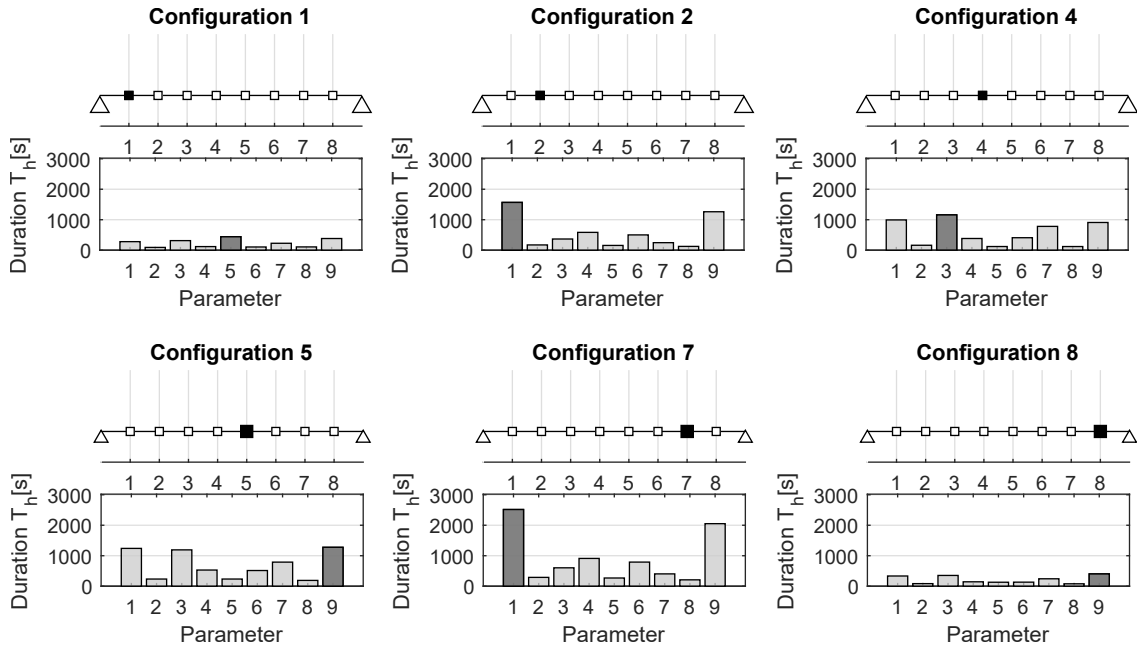 Configuration 1
1 2 3 4 5 6 7 8
Duration T_h[s]
3000
2000
1000
0
1 2 3 4 5 6 7 8 9
Parameter
Configuration 2
1 2 3 4 5 6 7 8
Duration T_h[s]
3000
2000
1000
0
1 2 3 4 5 6 7 8 9
Parameter
Configuration 4
1 2 3 4 5 6 7 8
Duration T_h[s]
3000
2000
1000
0
1 2 3 4 5 6 7 8 9
Parameter
Configuration 5
1 2 3 4 5 6 7 8
Duration T_h[s]
3000
2000
1000
0
1 2 3 4 5 6 7 8 9
Parameter
Configuration 7
1 2 3 4 5 6 7 8
Duration T_h[s]
3000
2000
1000
0
1 2 3 4 5 6 7 8 9
Parameter
Configuration 8
1 2 3 4 5 6 7 8
Duration T_h[s]
3000
2000
1000
0
1 2 3 4 5 6 7 8 9
Parameter